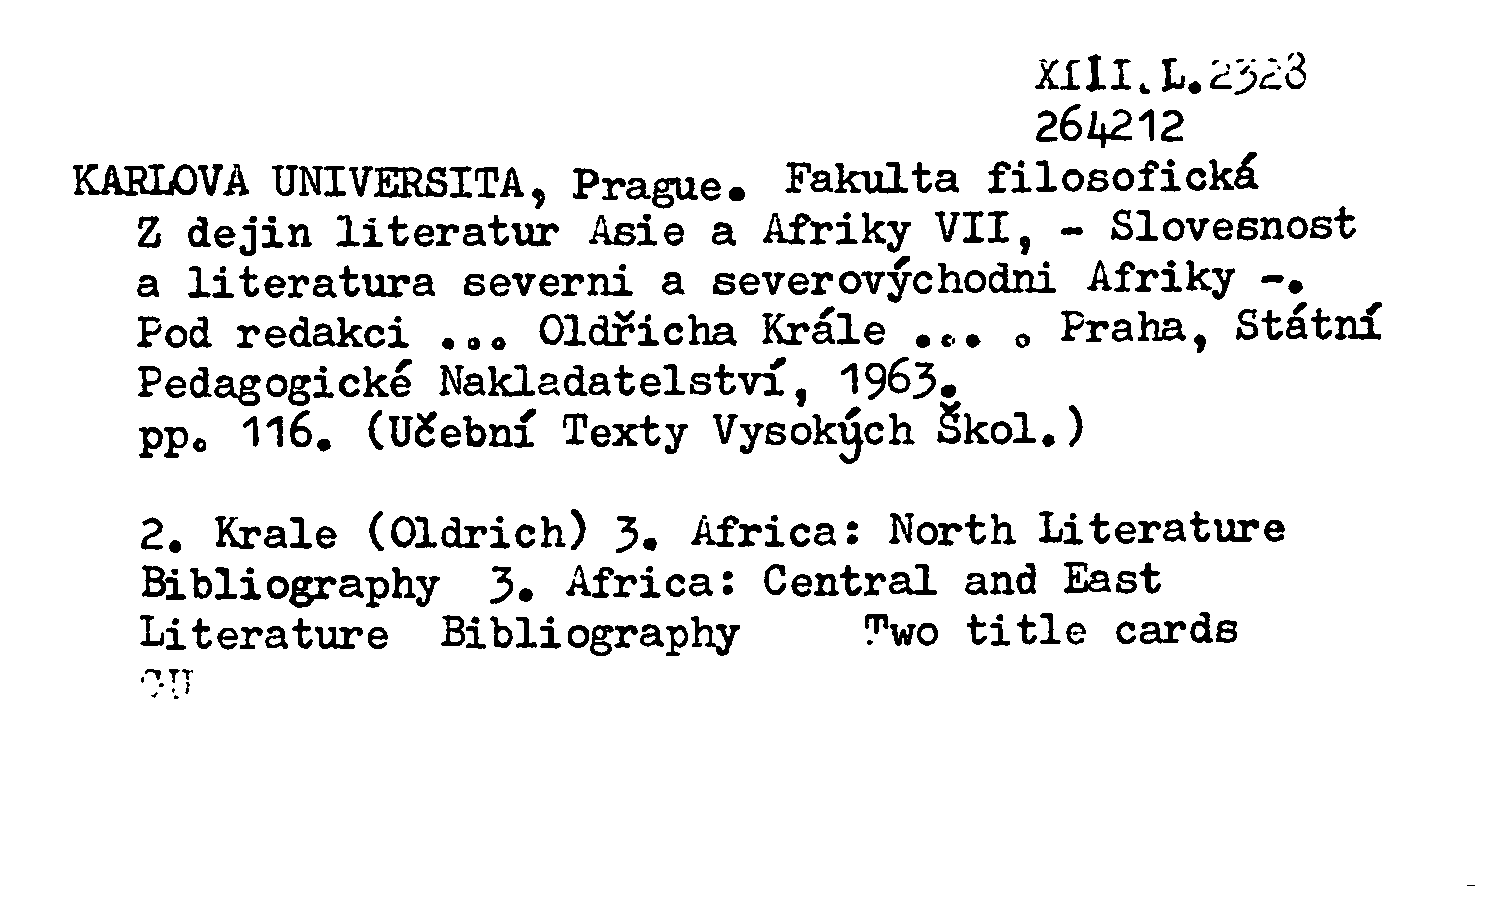 XIII. L.2328
264212
KARLOVA UNIVERSITA, Prague. Fakulta filosofická
Z dejin literatur Asie a Afriky VII, - Slovesnost
a literatura severni a severovýchodni Afriky -.
Pod redakci ... Oldřicha Krále ... . Praha, Státní
Pedagogické Nakladatelství, 1963.
pp. 116. (Učební Texty Vysokých Škol.)
2. Krale (Oldrich) 3. Africa: North Literature
Bibliography 3. Africa: Central and East
Literature Bibliography Two title cards